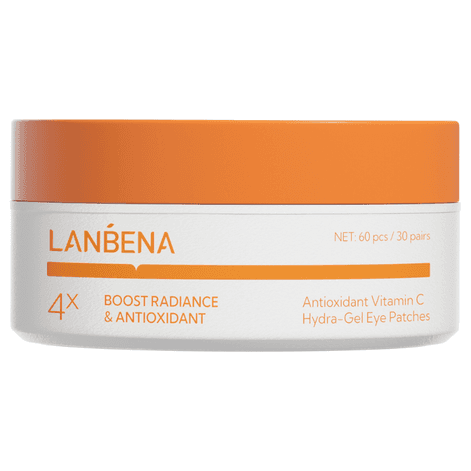 LANBENA
NET: 60 pcs / 30 pairs
4X
BOOST RADIANCE
& ANTIOXIDANT
Antioxidant Vitamin C
Hydra-Gel Eye Patches